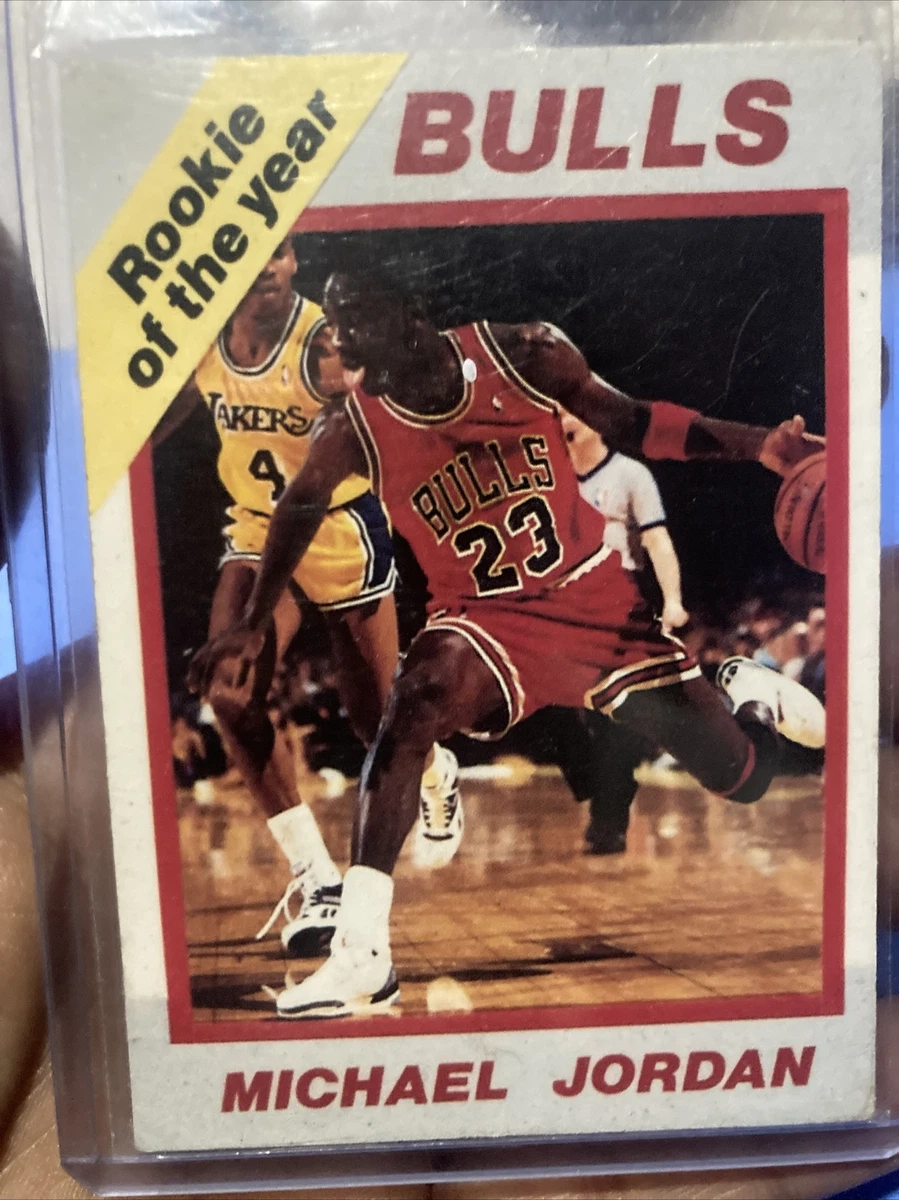 Rookie
of the year
BULLS
LAKERS
4
BULLS
23
MICHAEL JORDAN